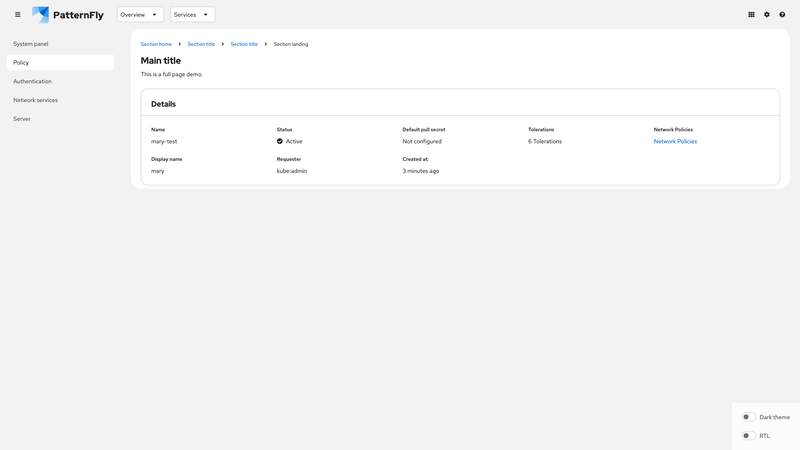 PatternFly
Overview
Services
System panel
Policy
Authentication
Network services
Server
Section home
Section title
Section title
Section landing
Main title
This is a full page demo.
Details
Name
mary-test
Status
Active
Default pull secret
Not configured
Tolerations
6 Tolerations
Network Policies
Network Policies
Display name
mary
Requester
kube:admin
Created at:
3 minutes ago
Dark theme
RTL